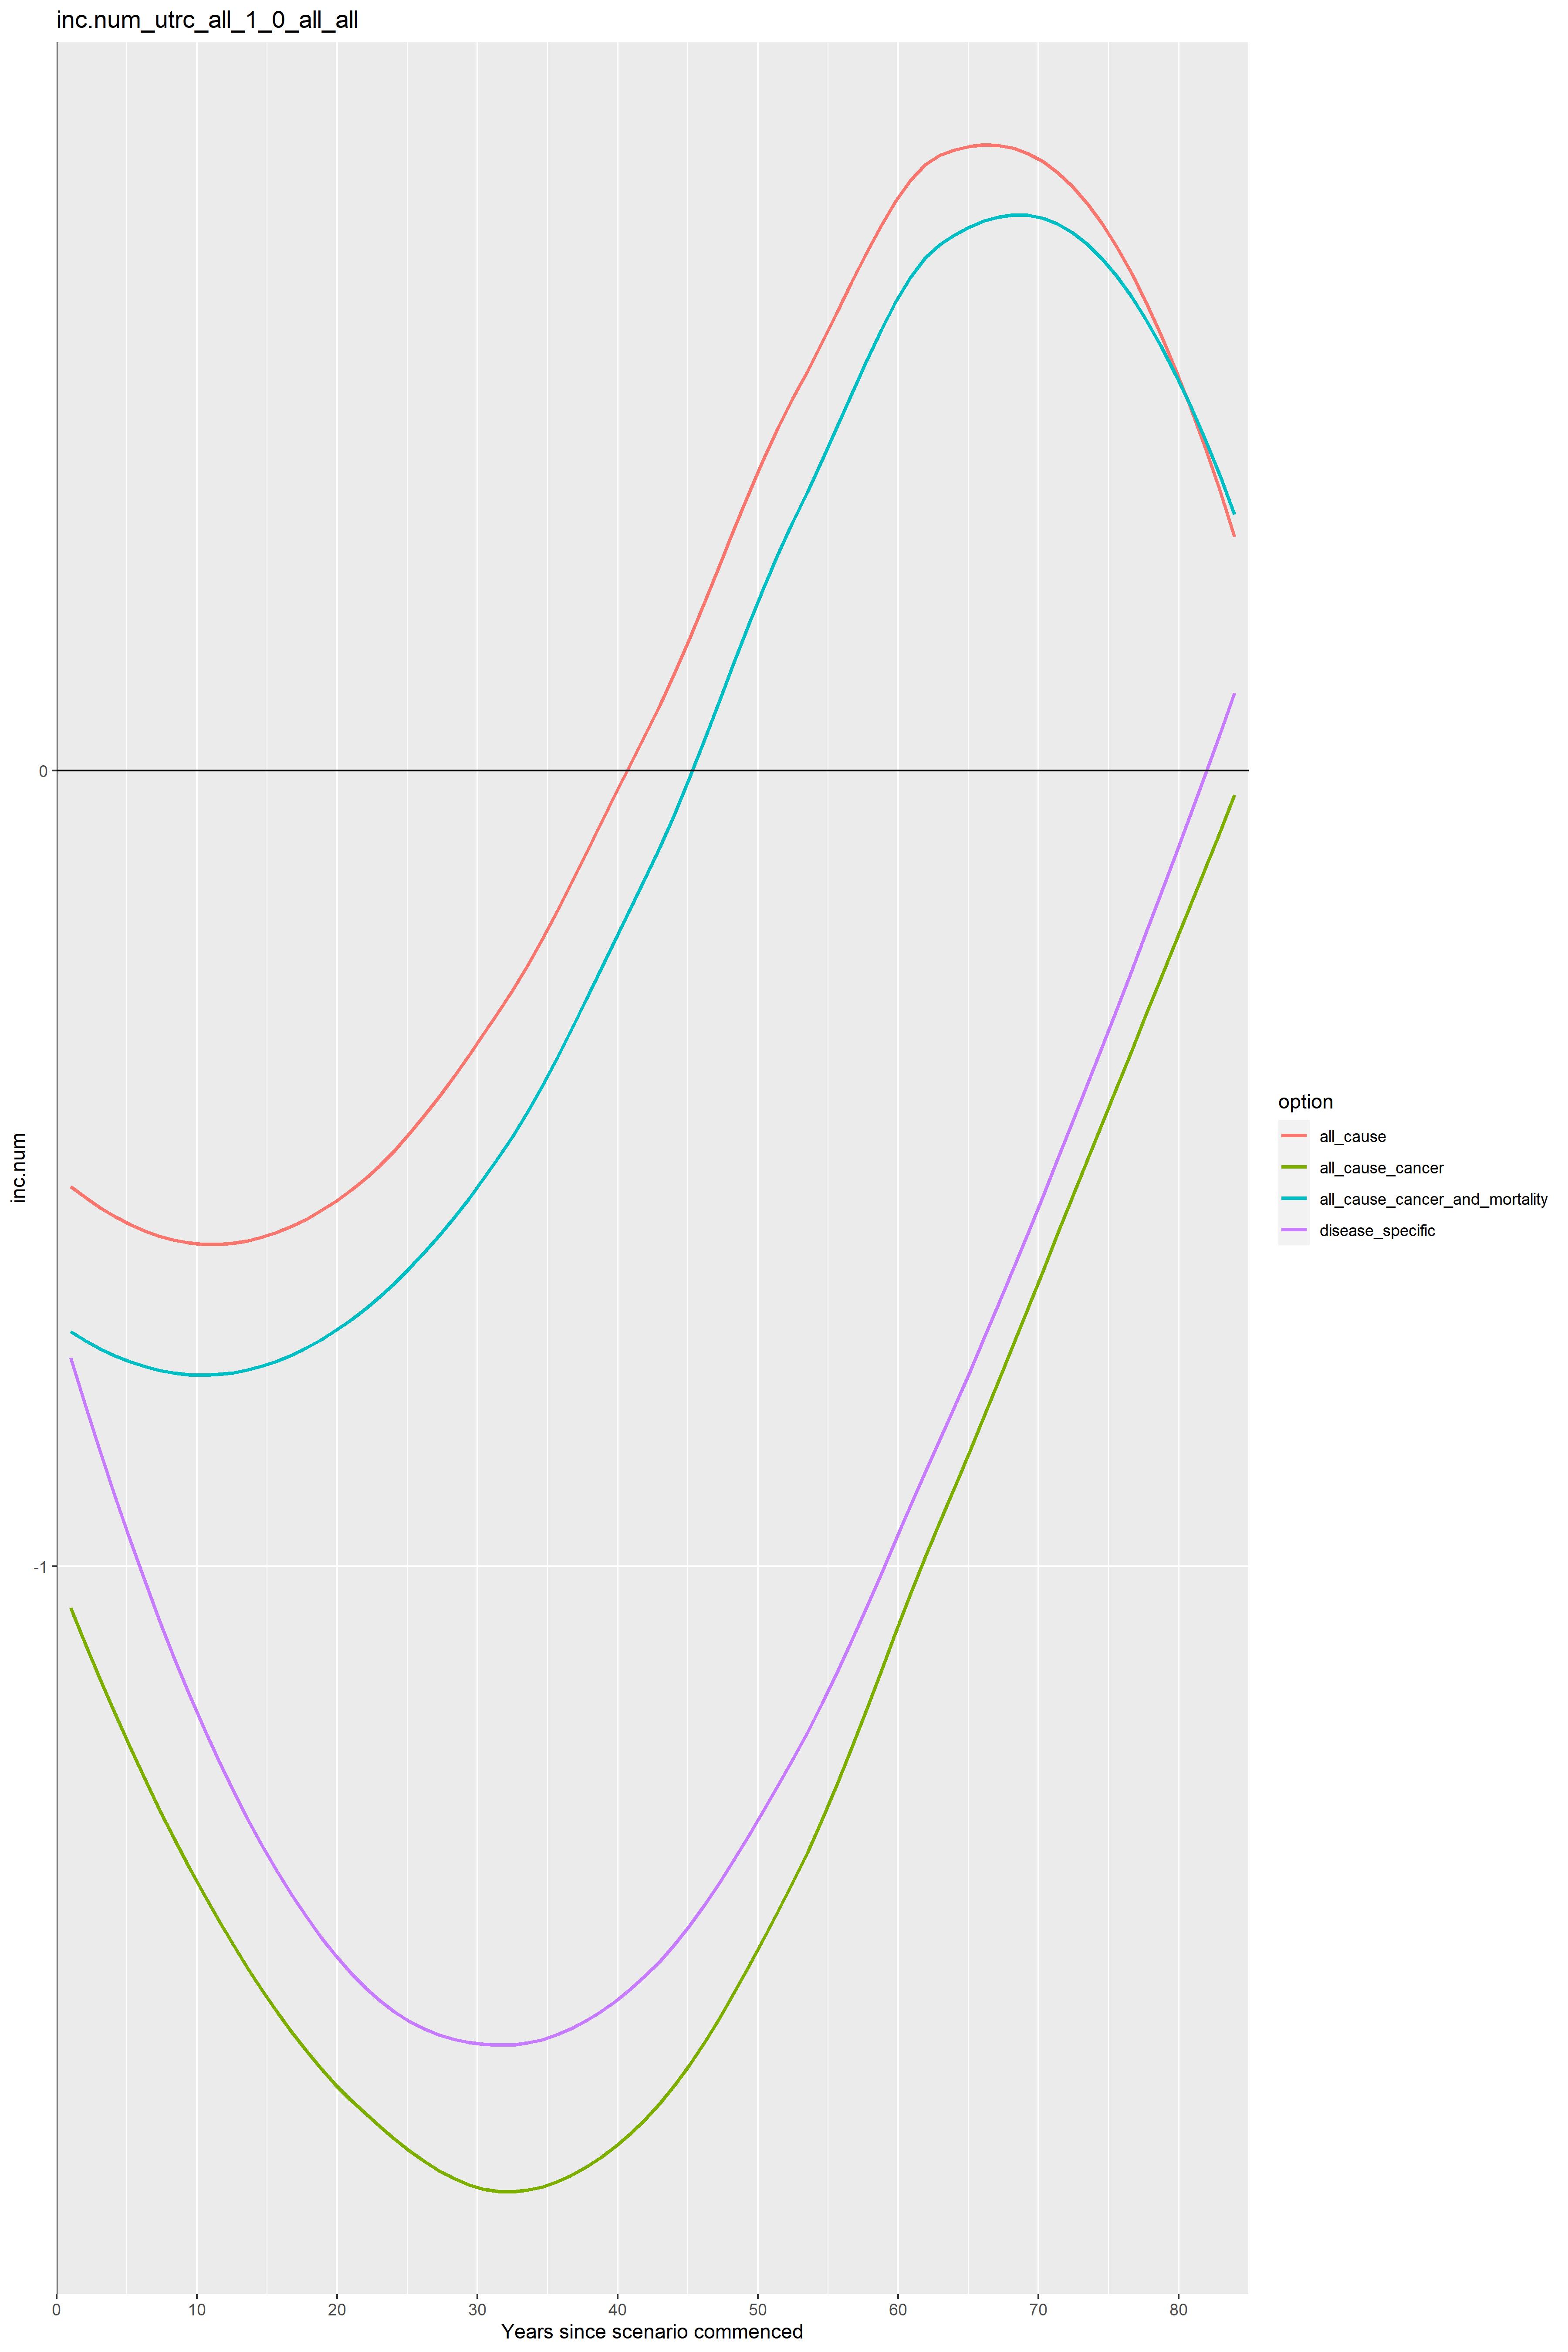 inc.num_utrc_all_1_0_all_all
0
-1
inc.num
0 10 20 30 40 50 60 70 80
Years since scenario commenced
option
all_cause
all_cause_cancer
all_cause_cancer_and_mortality
disease_specific